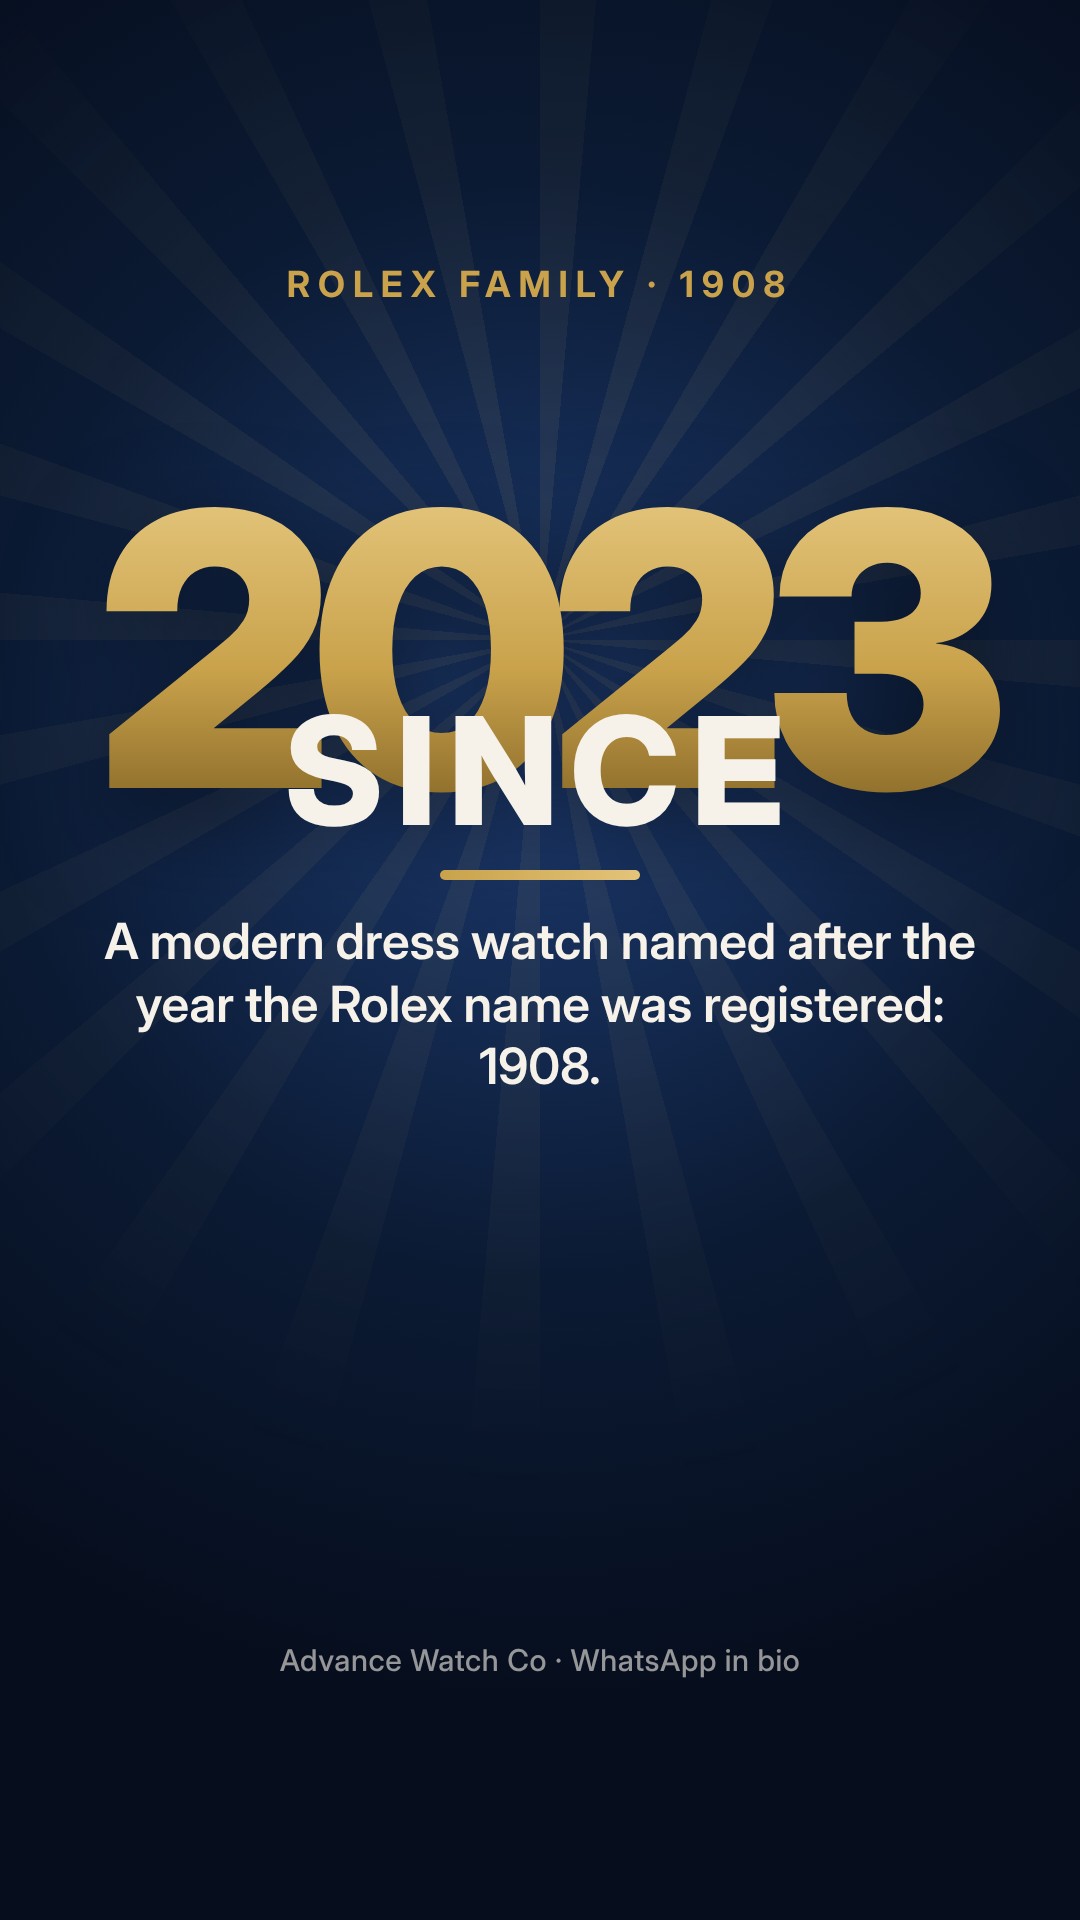 ROLEX FAMILY · 1908
2023
SINCE
A modern dress watch named after the
year the Rolex name was registered:
1908.
Advance Watch Co · WhatsApp in bio